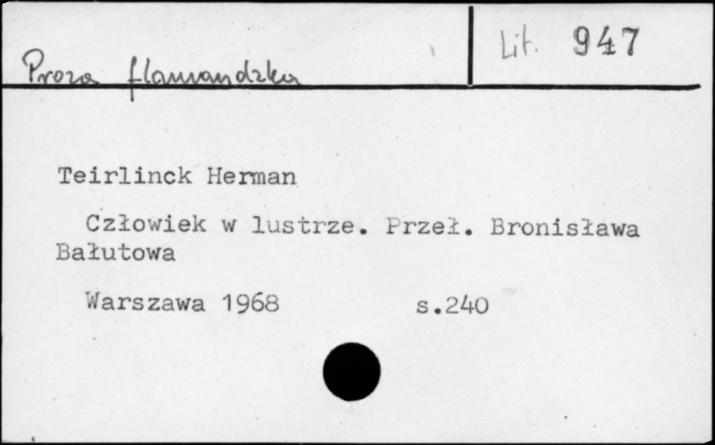 Lit. 947
Proza flamandzka
Teirlinck Herman
Człowiek w lustrze. Przeł. Bronisława
Bałutowa
Warszawa 1968 s.240